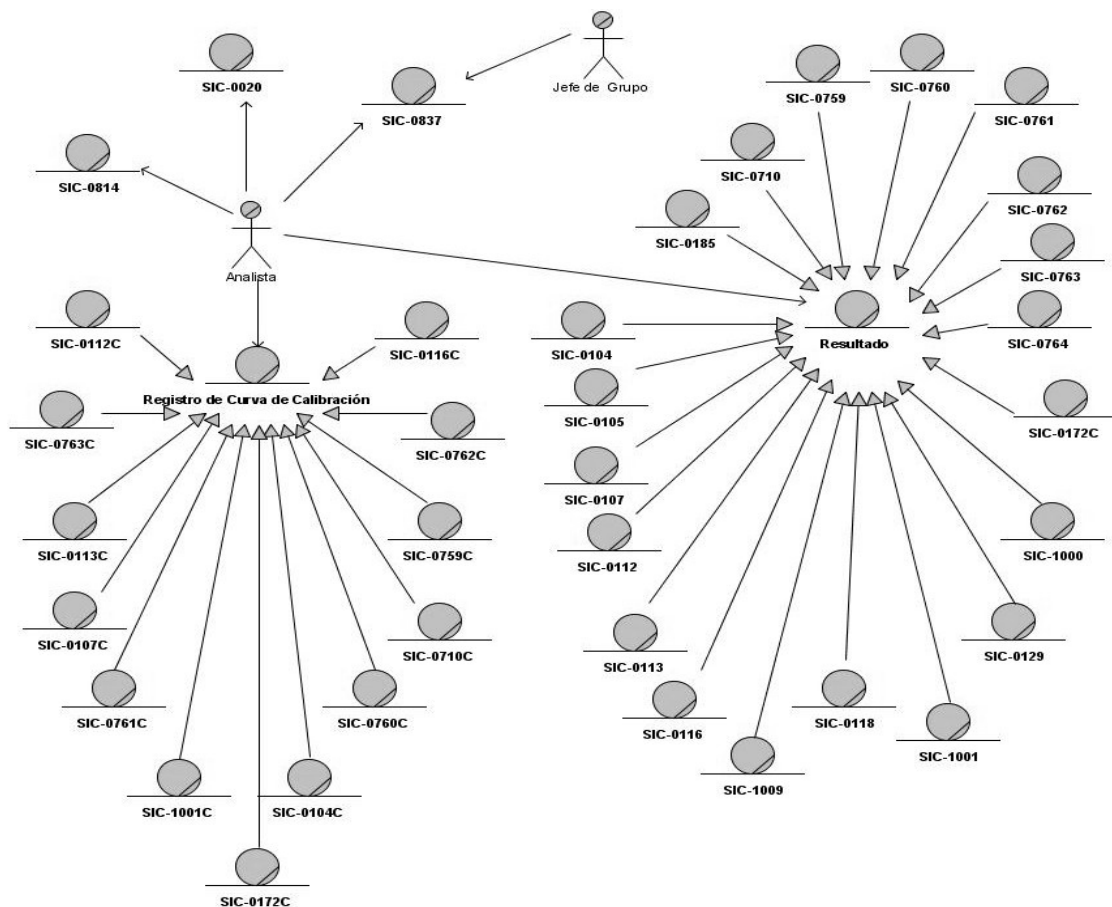 SIC-0020
Jefe de Grupo
SIC-0837
SIC-0814
Analista
SIC-0759
SIC-0760
SIC-0761
SIC-0710
SIC-0762
SIC-0185
SIC-0763
SIC-0104
Resultado
SIC-0764
SIC-0105
SIC-0172C
SIC-0107
SIC-0112
SIC-1000
SIC-0113
SIC-0129
SIC-0116
SIC-0118
SIC-1001
SIC-1009
SIC-0112C
SIC-0116C
Registro de Curva de Calibración
SIC-0763C
SIC-0762C
SIC-0113C
SIC-0759C
SIC-0107C
SIC-0710C
SIC-0761C
SIC-0760C
SIC-1001C
SIC-0104C
SIC-0172C